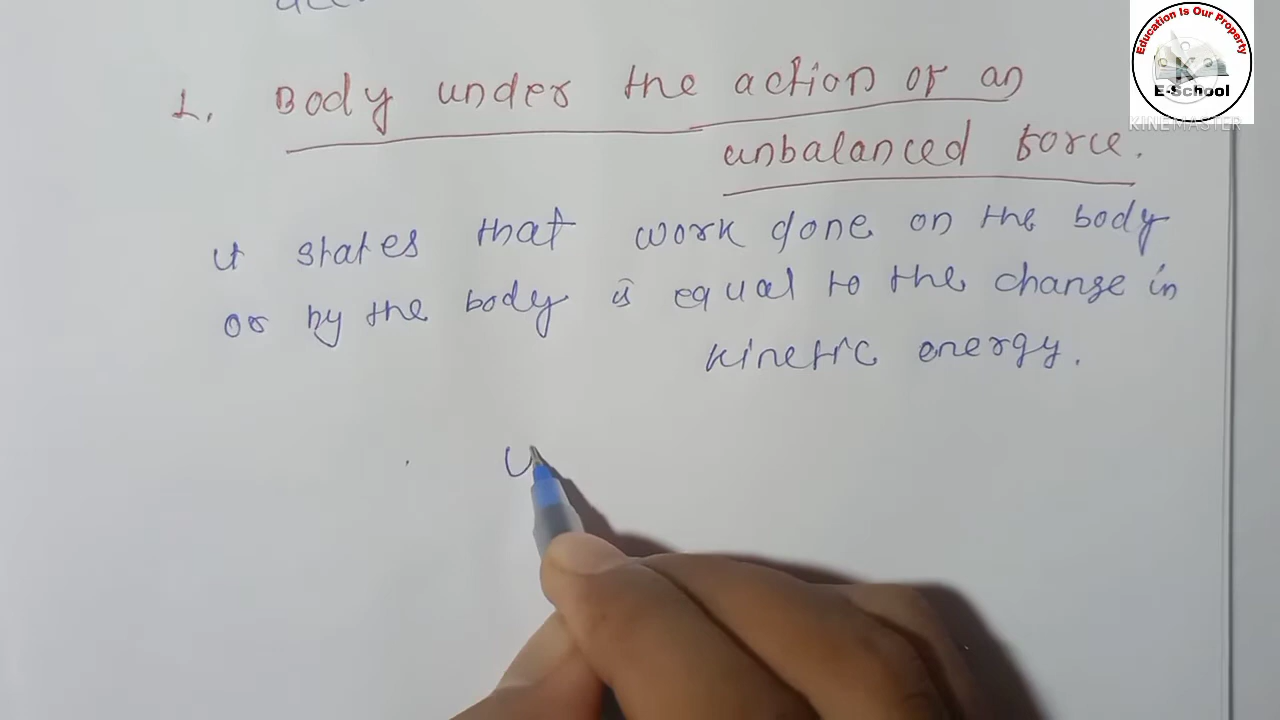 1. Body under the action of an
unbalanced force.
it states that work done on the body
or by the body is equal to the change in
kinetic energy.
Education Is Our Property
K
E-School
KINEMASTER